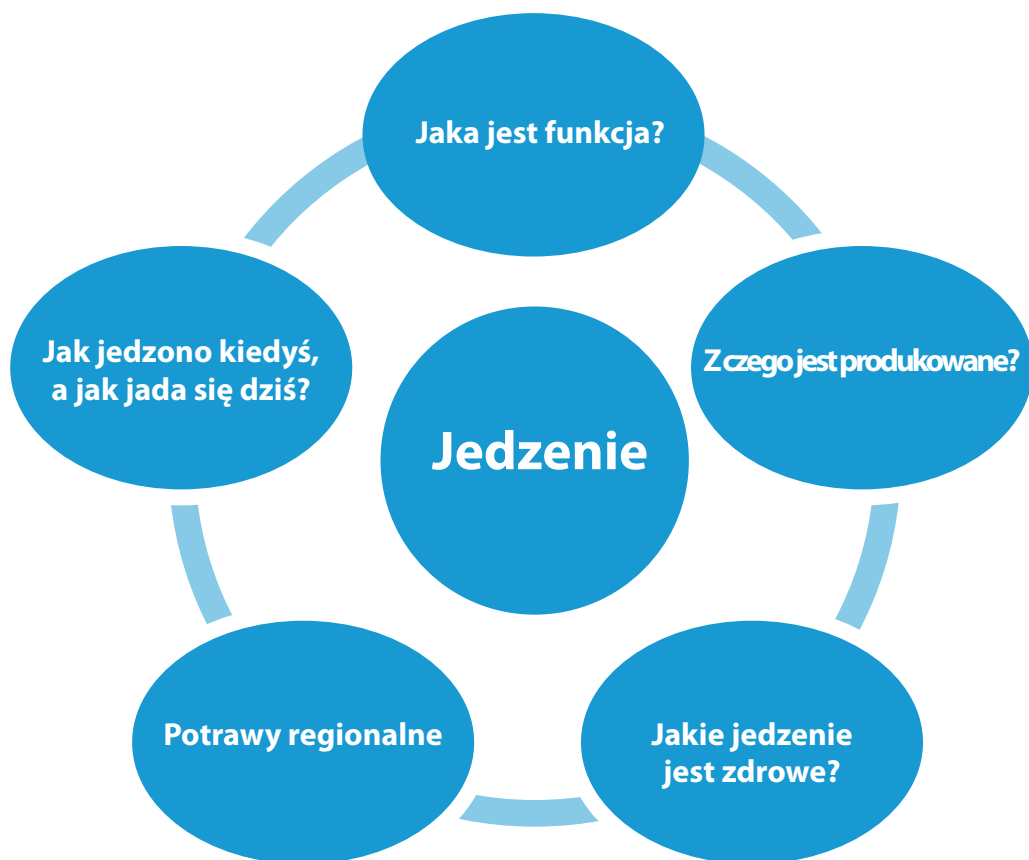 Jaka jest funkcja?
Z czego jest produkowane?
Jakie jedzenie
jest zdrowe?
Potrawy regionalne
Jak jedzono kiedyś,
a jak jada się dziś?
Jedzenie